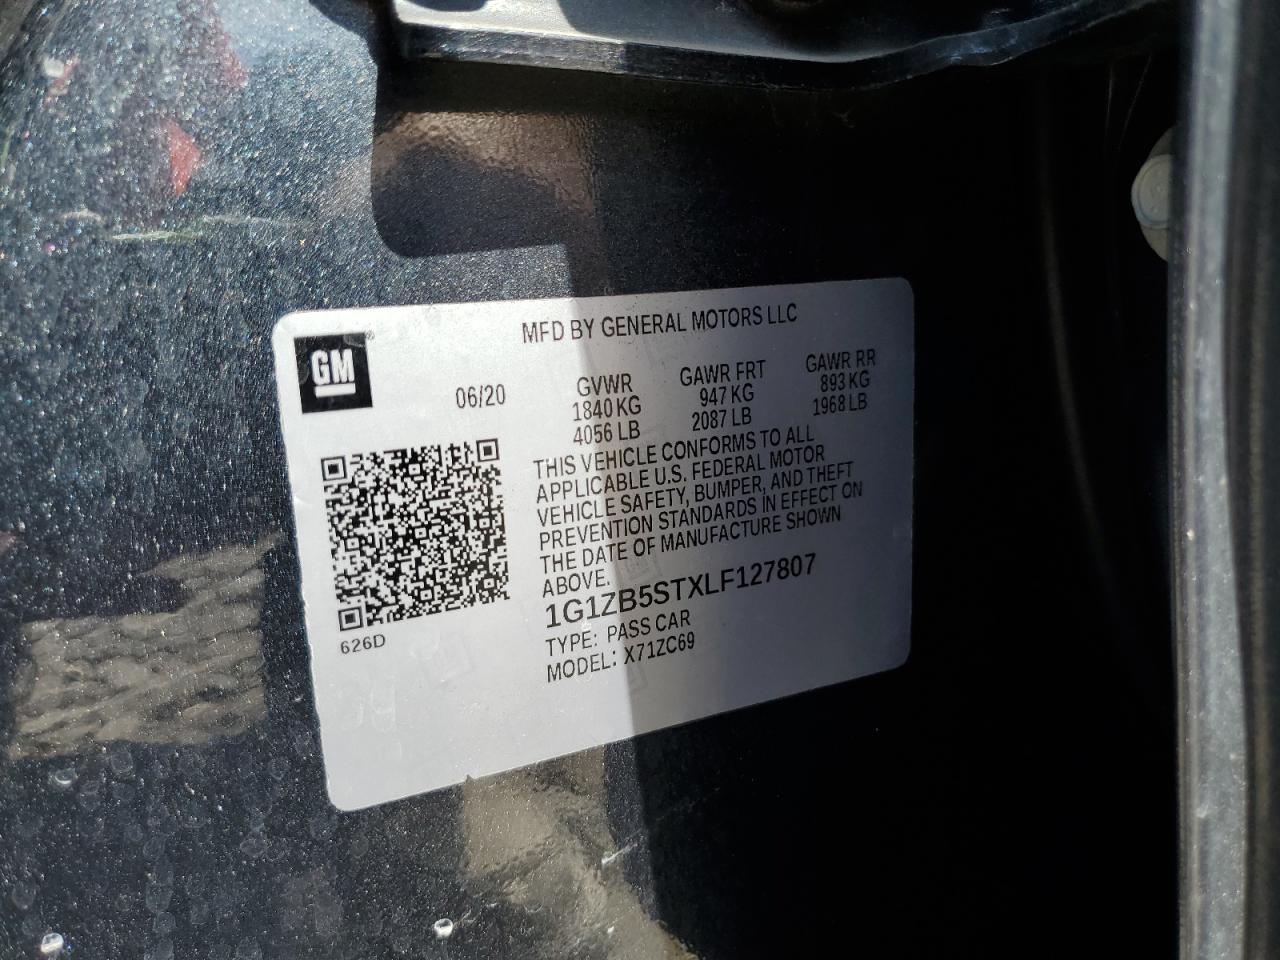 MFD BY GENERAL MOTORS LLC
GM®
06/20
GVWR
1840 KG
4056 LB
GAWR FRT
947 KG
2087 LB
GAWR RR
893 KG
1968 LB
THIS VEHICLE CONFORMS TO ALL
APPLICABLE U.S. FEDERAL MOTOR
VEHICLE SAFETY, BUMPER, AND THEFT
PREVENTION STANDARDS IN EFFECT ON
THE DATE OF MANUFACTURE SHOWN
ABOVE.
1G1ZB5STXLF127807
TYPE: PASS CAR
MODEL: X71ZC69
626D